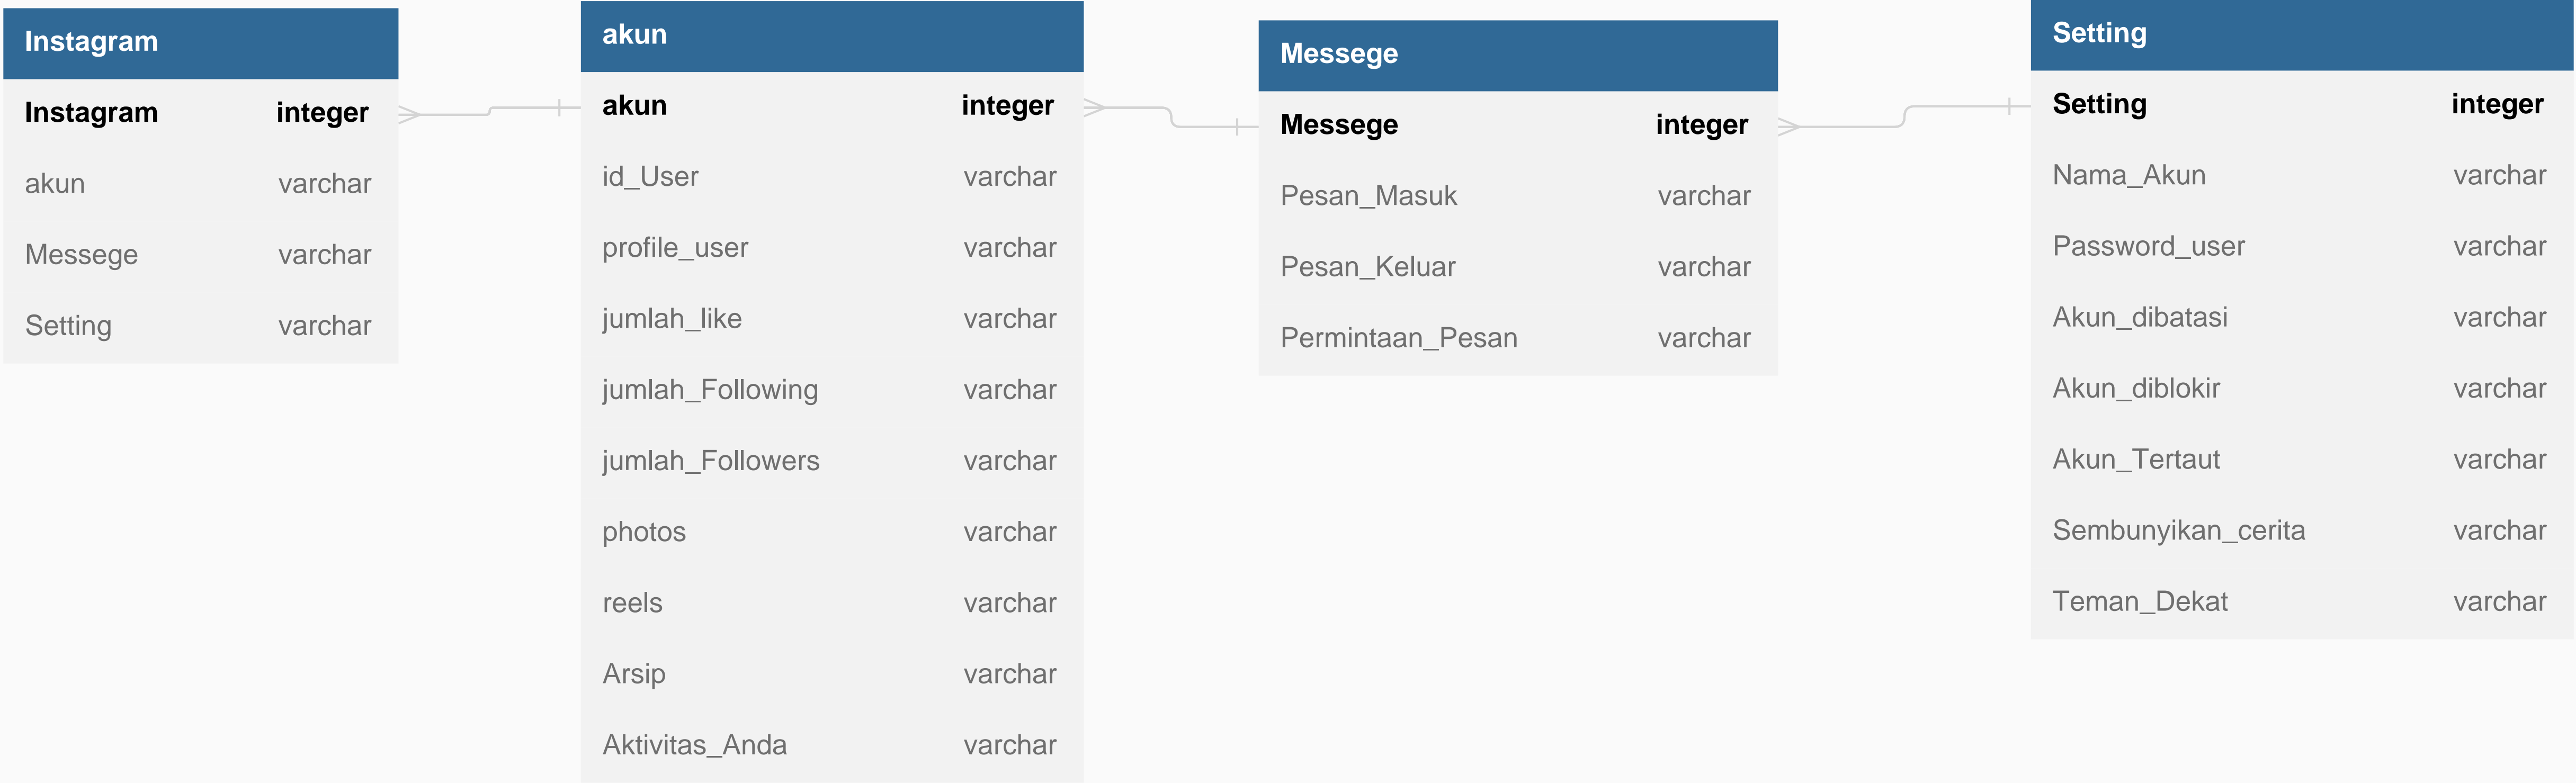 Instagram
Instagram integer
akun varchar
Messege varchar
Setting varchar
akun
akun integer
id_User varchar
profile_user varchar
jumlah_like varchar
jumlah_Following varchar
jumlah_Followers varchar
photos varchar
reels varchar
Arsip varchar
Aktivitas_Anda varchar
Messege
Messege integer
Pesan_Masuk varchar
Pesan_Keluar varchar
Permintaan_Pesan varchar
Setting
Setting integer
Nama_Akun varchar
Password_user varchar
Akun_dibatasi varchar
Akun_diblokir varchar
Akun_Tertaut varchar
Sembunyikan_cerita varchar
Teman_Dekat varchar